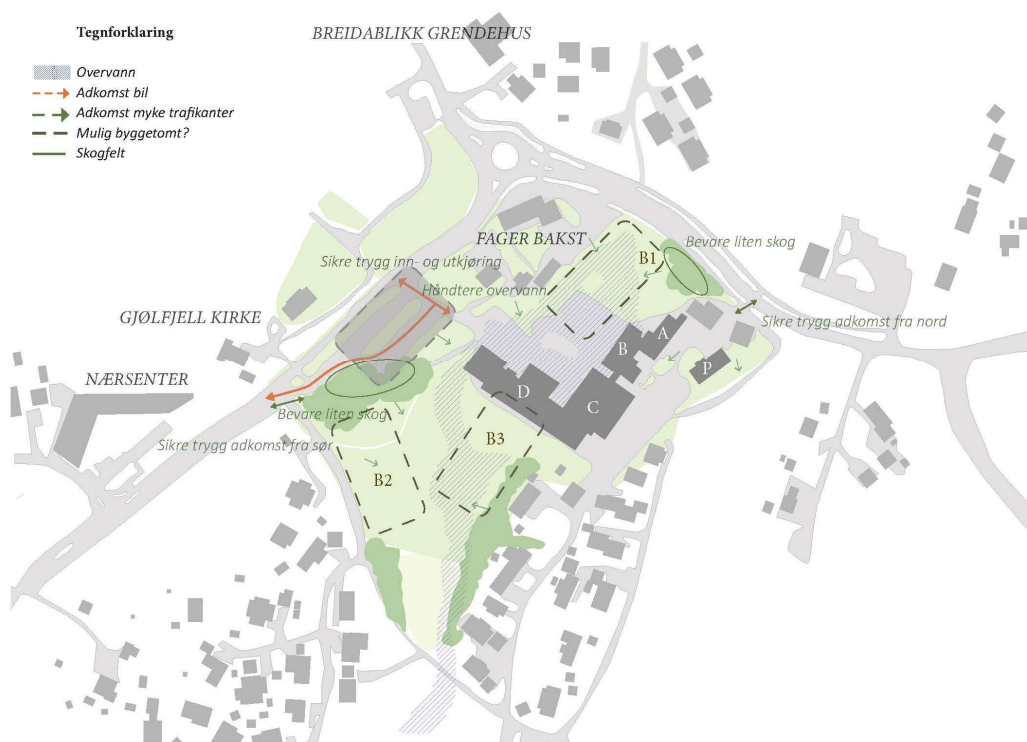 Tegnforklaring
Overvann
Adkomst bil
Adkomst myke trafikanter
Mulig byggetomt?
Skogfelt
BREIDABLIKK GRENDEHUS
FAGER BAKST
Bevare liten skog
B1
Sikre trygg inn- og utkjøring
Håndtere overvann
GJØLFJELL KIRKE
Sikre trygg adkomst fra nord
A
B
P
NÆRSENTER
D
C
Bevare liten skog
Sikre trygg adkomst fra sør
B3
B2